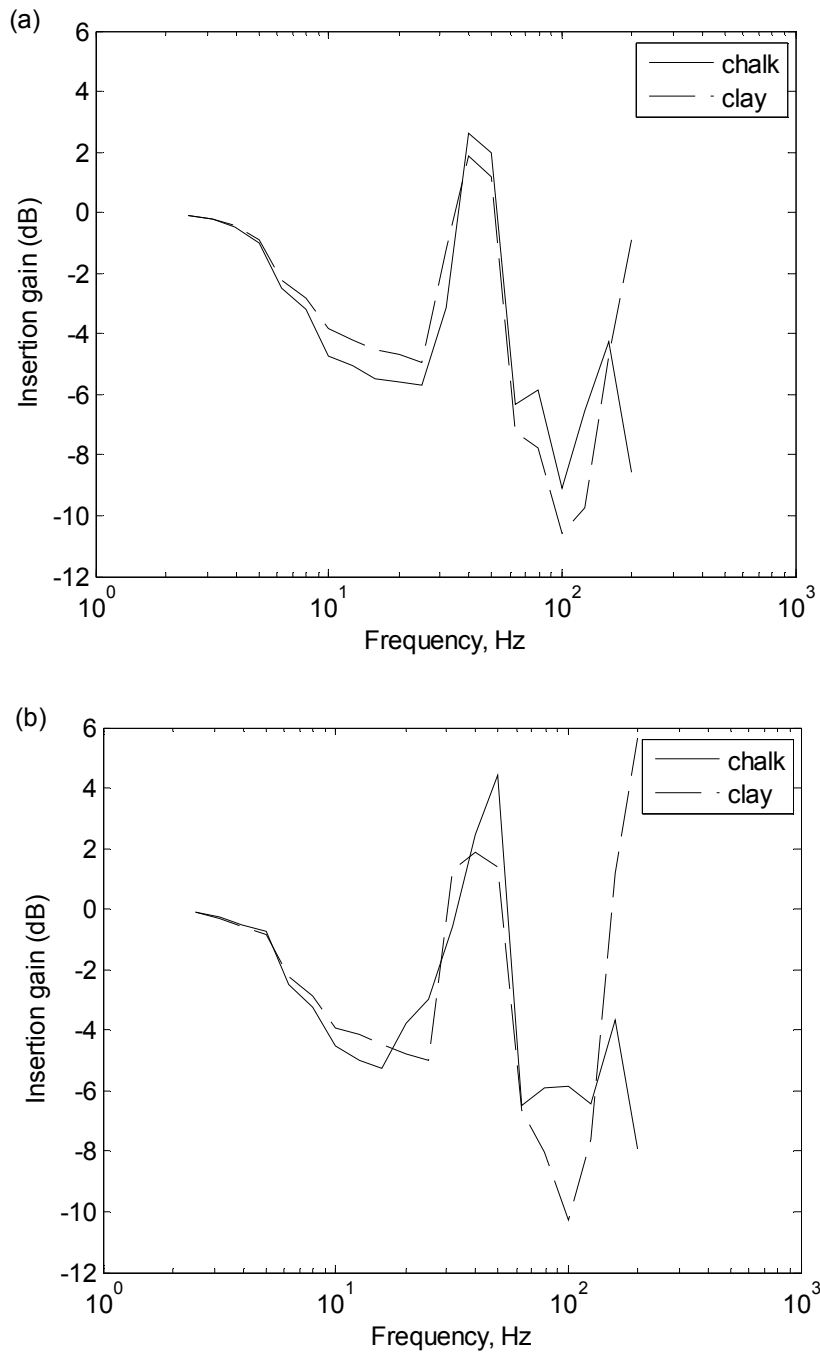 (a)
6
4
2
0
-2
-4
-6
-8
-10
-12
Insertion gain (dB)
chalk
clay
10^0
10^1
10^2
10^3
Frequency, Hz
(b)
6
4
2
0
-2
-4
-6
-8
-10
-12
Insertion gain (dB)
chalk
clay
10^0
10^1
10^2
10^3
Frequency, Hz